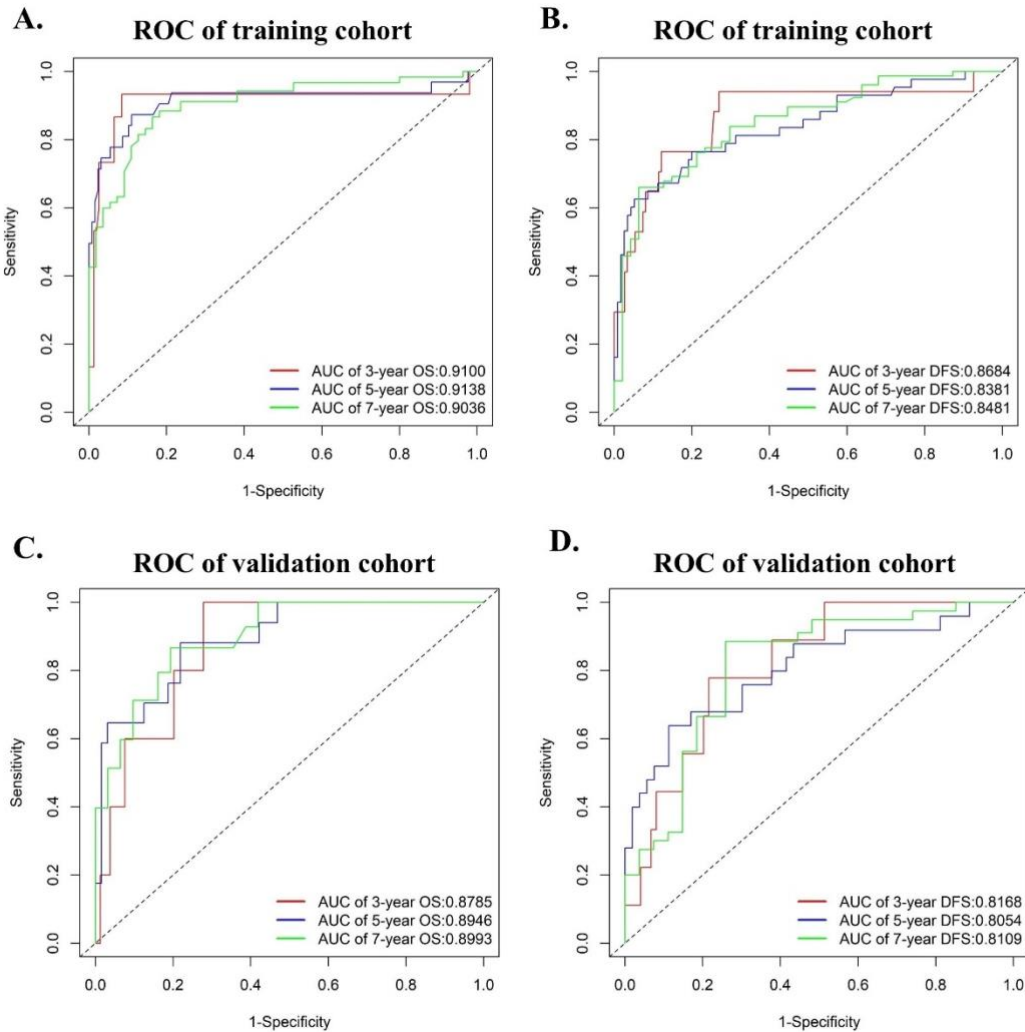 A.
ROC of training cohort
Sensitivity
0.0 0.2 0.4 0.6 0.8 1.0
AUC of 3-year OS:0.9100
AUC of 5-year OS:0.9138
AUC of 7-year OS:0.9036
0.0 0.2 0.4 0.6 0.8 1.0
1-Specificity
B.
ROC of training cohort
Sensitivity
0.0 0.2 0.4 0.6 0.8 1.0
AUC of 3-year DFS:0.8684
AUC of 5-year DFS:0.8381
AUC of 7-year DFS:0.8481
0.0 0.2 0.4 0.6 0.8 1.0
1-Specificity
C.
ROC of validation cohort
Sensitivity
0.0 0.2 0.4 0.6 0.8 1.0
AUC of 3-year OS:0.8785
AUC of 5-year OS:0.8946
AUC of 7-year OS:0.8993
0.0 0.2 0.4 0.6 0.8 1.0
1-Specificity
D.
ROC of validation cohort
Sensitivity
0.0 0.2 0.4 0.6 0.8 1.0
AUC of 3-year DFS:0.8168
AUC of 5-year DFS:0.8054
AUC of 7-year DFS:0.8109
0.0 0.2 0.4 0.6 0.8 1.0
1-Specificity